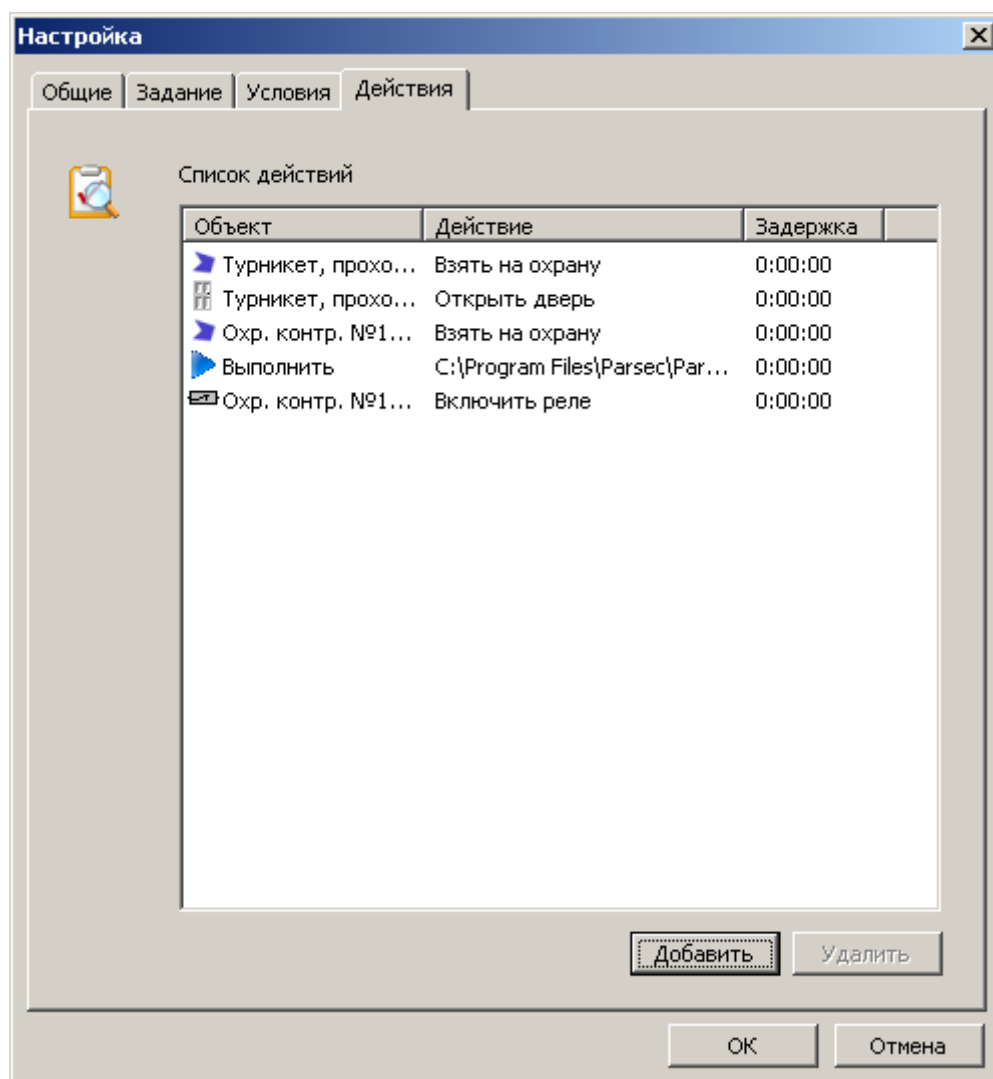 Настройка
Общие Задание Условия Действия
Список действий
Объект Действие Задержка
Турникет, прохо... Взять на охрану 0:00:00
Турникет, прохо... Открыть дверь 0:00:00
Охр. контр. №1... Взять на охрану 0:00:00
Выполнить C:\Program Files\Parsec\Par... 0:00:00
Охр. контр. №1... Включить реле 0:00:00
Добавить Удалить
ОК Отмена